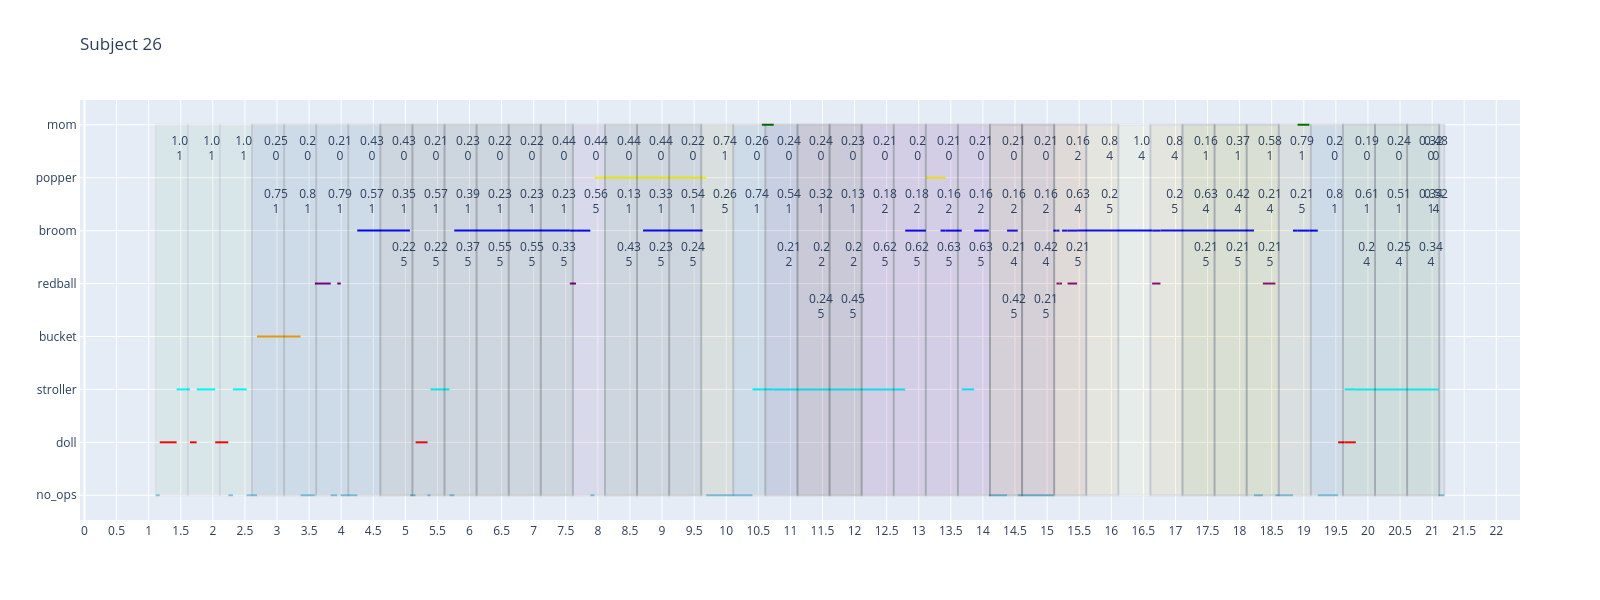 Subject 26
mom
1.0 1.0 1.0 0.25 0.2 0.21 0.43 0.43 0.21 0.23 0.22 0.22 0.44 0.44 0.44 0.44 0.22 0.74 0.26 0.24 0.24 0.23 0.21 0.2 0.21 0.21 0.21 0.21 0.16 0.8 1.0 0.8 0.16 0.37 0.58 0.79 0.2 0.19 0.24
1 1 1 0 0 0 0 0 0 0 0 0 0 0 0 0 0 1 0 0 0 0 0 0 0 0 0 0 2 4 4 4 1 1 1 1 0 0 0
popper
0.75 0.8 0.79 0.57 0.35 0.57 0.39 0.23 0.23 0.23 0.56 0.13 0.33 0.54 0.26 0.74 0.54 0.32 0.13 0.18 0.18 0.16 0.16 0.16 0.16 0.63 0.2 0.2 0.63 0.42 0.21 0.21 0.8 0.61 0.51
1 1 1 1 1 1 1 1 1 1 5 1 1 1 5 1 1 1 1 2 2 2 2 2 2 4 5 5 4 4 4 5 1 1 1
broom
0.22 0.22 0.37 0.55 0.55 0.33 0.43 0.23 0.24 0.21 0.2 0.2 0.62 0.62 0.63 0.63 0.21 0.42 0.21 0.21 0.21 0.21 0.2 0.25 0.34
5 5 5 5 5 5 5 5 5 2 2 2 5 5 5 5 4 4 5 5 5 5 4 4 4
redball
0.24 0.45 0.42 0.21
5 5 5 5
bucket
stroller
doll
no_ops
0 0.5 1 1.5 2 2.5 3 3.5 4 4.5 5 5.5 6 6.5 7 7.5 8 8.5 9 9.5 10 10.5 11 11.5 12 12.5 13 13.5 14 14.5 15 15.5 16 16.5 17 17.5 18 18.5 19 19.5 20 20.5 21 21.5 22